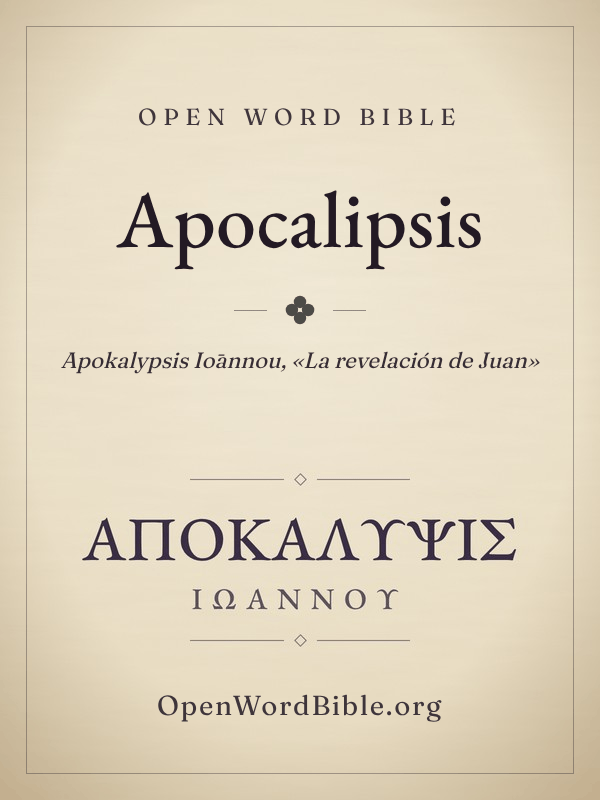 OPEN WORD BIBLE
Apocalipsis
Apokalypsis Ioānnou, «La revelación de Juan»
ΑΠΟΚΑΛΥΨΙΣ
ΙΩΑΝΝΟΥ
OpenWordBible.org